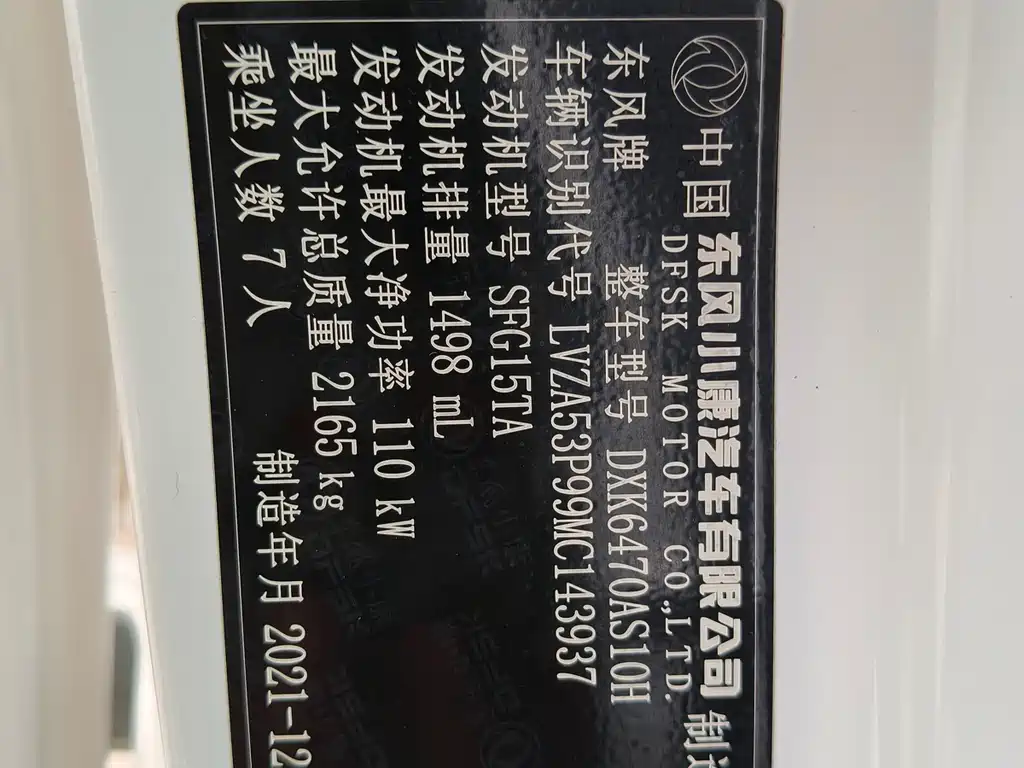 中国东风小康汽车有限公司 制造
DFSK MOTOR CO.,LTD.
东风牌 整车型号 DXK6470AS10H
车辆识别代号 LVZA53P99MC143937
发动机型号 SFG15TA
发动机排量 1498 mL
发动机最大净功率 110 kW
最大允许总质量 2165 kg
乘坐人数 7人 制造年月 2021-12